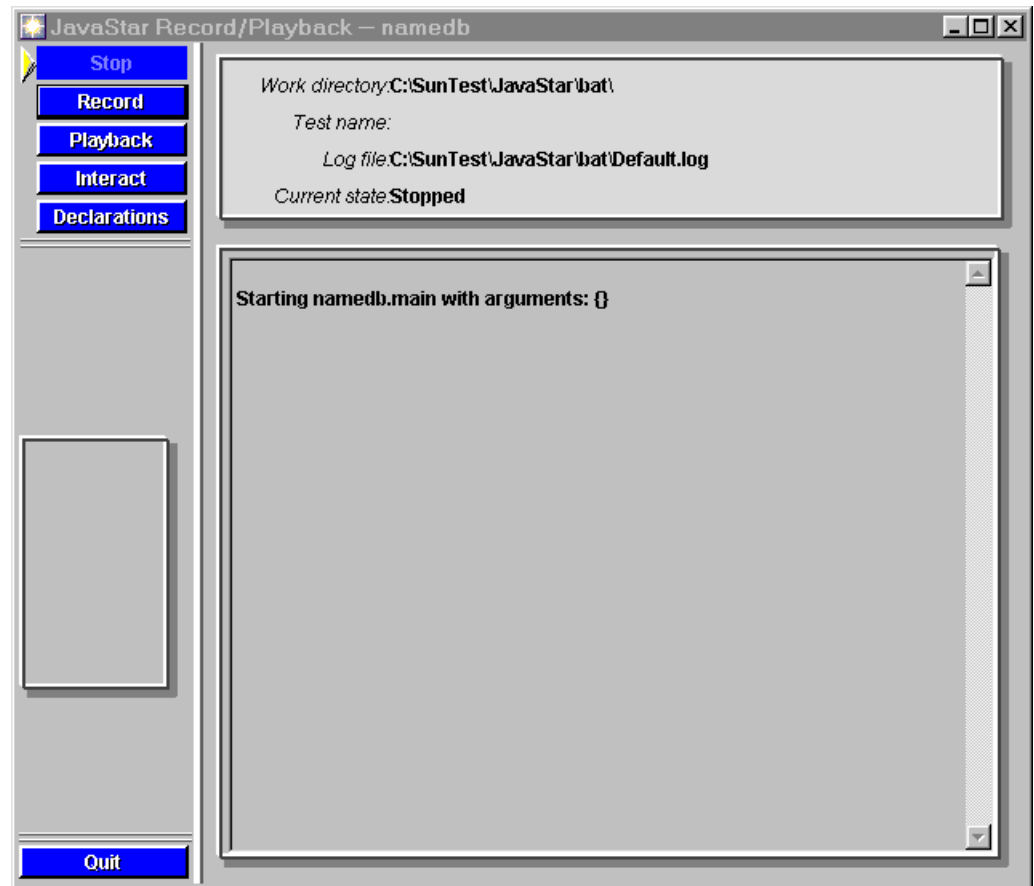 JavaStar Record/Playback — namedb
Stop
Record
Playback
Interact
Declarations
Work directory:C:\SunTest\JavaStar\bat\
Test name:
Log file:C:\SunTest\JavaStar\bat\Default.log
Current state:Stopped
Starting namedb.main with arguments: {}
Quit